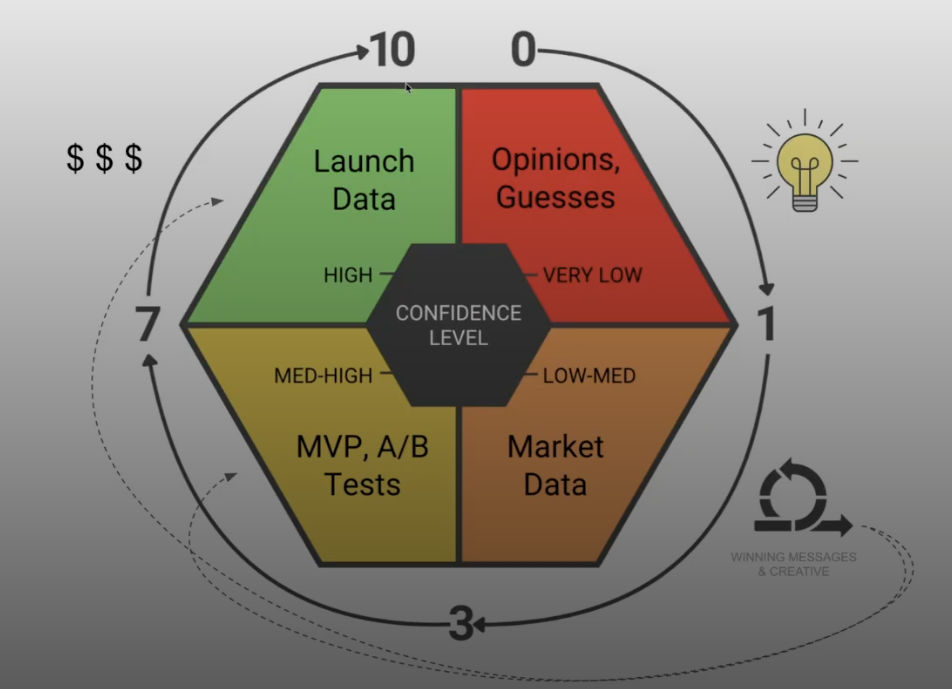 10
0
$ $ $
Launch
Data
Opinions,
Guesses
HIGH
VERY LOW
CONFIDENCE
LEVEL
7
1
MED-HIGH
LOW-MED
MVP, A/B
Tests
Market
Data
WINNING MESSAGES
& CREATIVE
3